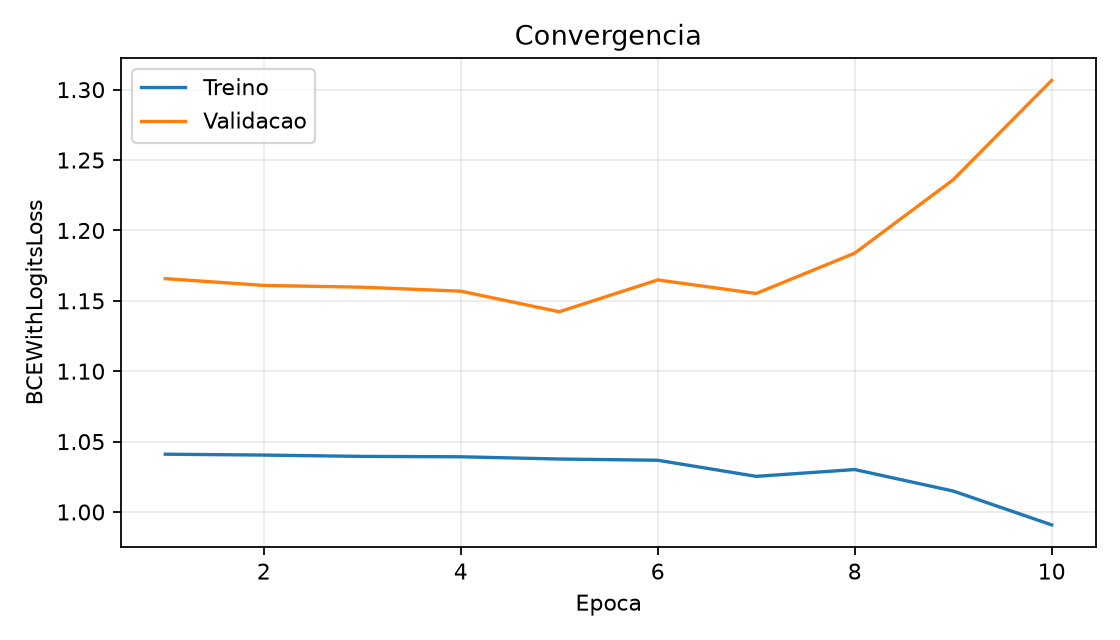 Convergencia
Treino
Validacao
BCEWithLogitsLoss
1.30
1.25
1.20
1.15
1.10
1.05
1.00
2
4
6
8
10
Epoca